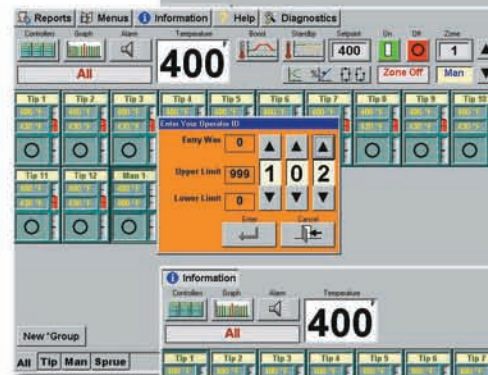 Reports Menus Information Help Diagnostics
Controllers Graph Alarm Temperature Boost Standby Setpoint On Off Zone
400 F 400 1
All Zone Off Man
Tip 1 Tip 2 Tip 3 Tip 4 Tip 5 Tip 6 Tip 7 Tip 8 Tip 9 Tip 10
Enter Your Operator ID
Entry Was 0
Upper Limit 999 1 0 2
Lower Limit 0
Enter Cancel
Tip 11 Tip 12 Man 1
Information
Controllers Graph Alarm Temperature
400 F
All
New *Group
All Tip Man Sprue
Tip 1 Tip 2 Tip 3 Tip 4 Tip 5 Tip 6 Tip 7